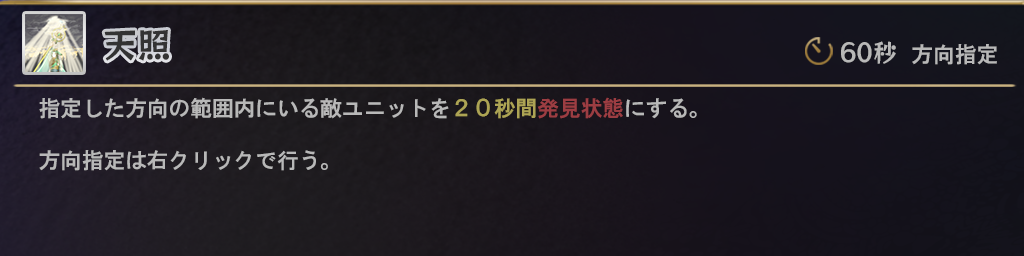 天照
60秒 方向指定
指定した方向の範囲内にいる敵ユニットを２０秒間発見状態にする。
方向指定は右クリックで行う。